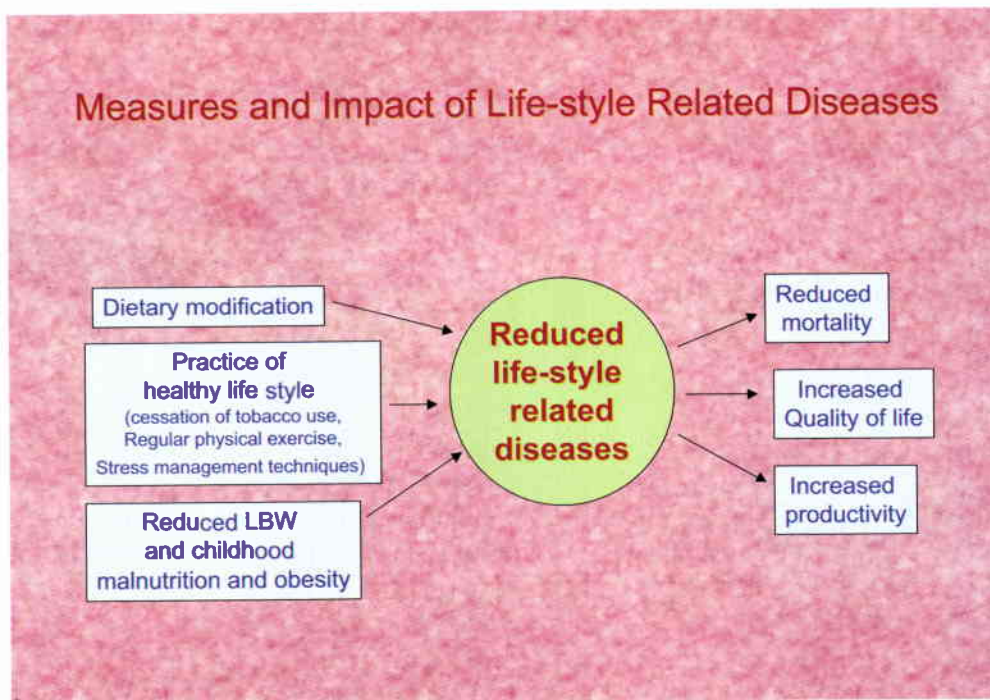 Measures and Impact of Life-style Related Diseases
Dietary modification
Practice of
healthy life style
(cessation of tobacco use,
Regular physical exercise,
Stress management techniques)
Reduced LBW
and childhood
malnutrition and obesity
Reduced
life-style
related
diseases
Reduced
mortality
Increased
Quality of life
Increased
productivity